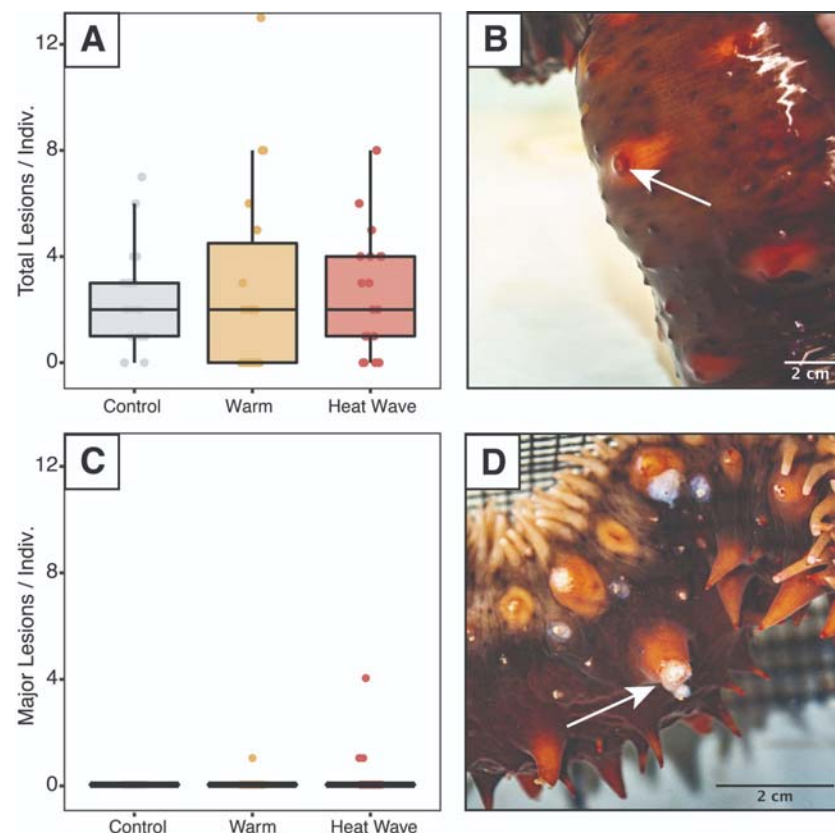 A
Total Lesions / Indiv.
12
8
4
0
Control Warm Heat Wave
B
2 cm
C
Major Lesions / Indiv.
12
8
4
0
Control Warm Heat Wave
D
2 cm